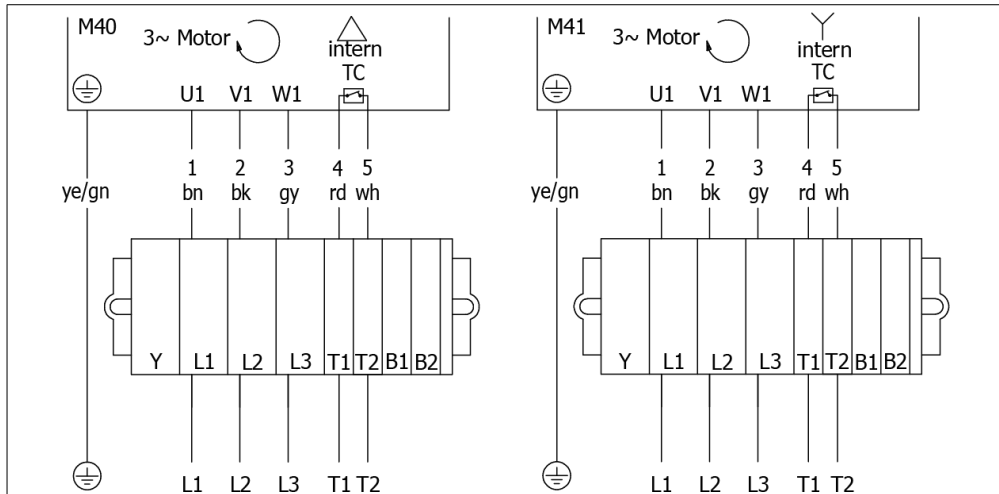 M40
3~ Motor
intern
TC
U1 V1 W1
1 2 3 4 5
ye/gn bn bk gy rd wh
Y L1 L2 L3 T1 T2 B1 B2
L1 L2 L3 T1 T2
M41
3~ Motor
intern
TC
U1 V1 W1
1 2 3 4 5
ye/gn bn bk gy rd wh
Y L1 L2 L3 T1 T2 B1 B2
L1 L2 L3 T1 T2